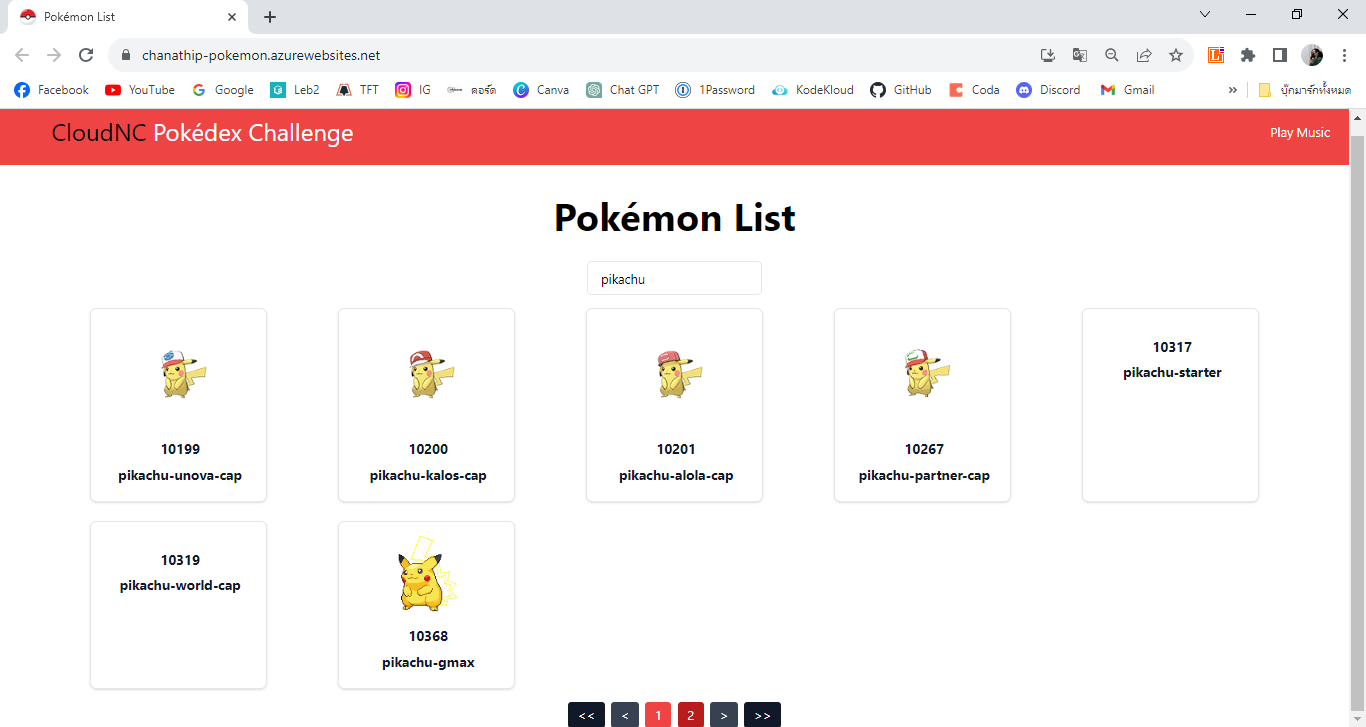 Pokémon List
chanathip-pokemon.azurewebsites.net
Facebook YouTube Google Leb2 TFT IG คอร์ด Canva Chat GPT 1Password KodeKloud GitHub Coda Discord Gmail » บุ๊กมาร์กทั้งหมด
CloudNC Pokédex Challenge Play Music
Pokémon List
pikachu
10199
pikachu-unova-cap
10200
pikachu-kalos-cap
10201
pikachu-alola-cap
10267
pikachu-partner-cap
10317
pikachu-starter
10319
pikachu-world-cap
10368
pikachu-gmax
<< < 1 2 > >>